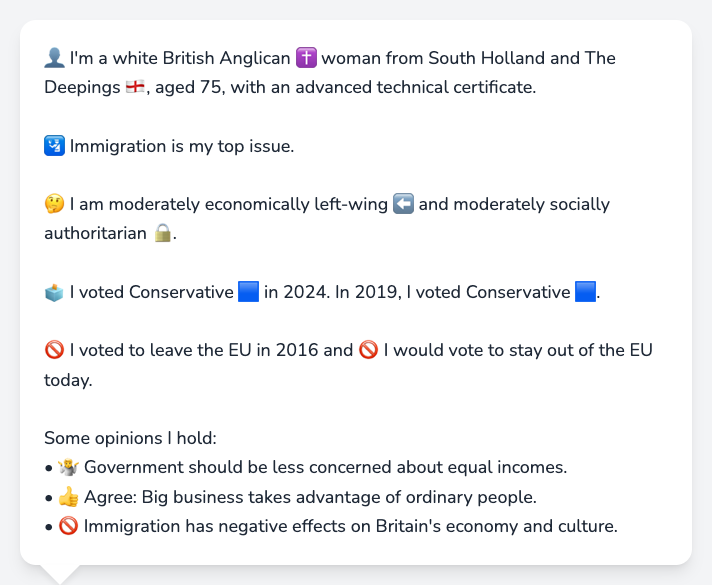 👤 I'm a white British Anglican ✝️ woman from South Holland and The
Deepings 🏴󠁧󠁢󠁥󠁮󠁧󠁿, aged 75, with an advanced technical certificate.
🛂 Immigration is my top issue.
🤔 I am moderately economically left-wing ⬅️ and moderately socially
authoritarian 🔒.
🗳️ I voted Conservative 🟦 in 2024. In 2019, I voted Conservative 🟦.
🚫 I voted to leave the EU in 2016 and 🚫 I would vote to stay out of the EU
today.
Some opinions I hold:
• 🤷 Government should be less concerned about equal incomes.
• 👍 Agree: Big business takes advantage of ordinary people.
• 🚫 Immigration has negative effects on Britain's economy and culture.